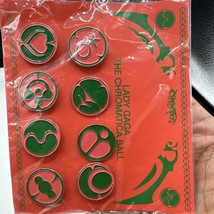 LADY GAGA
THE CHROMATICA BALL